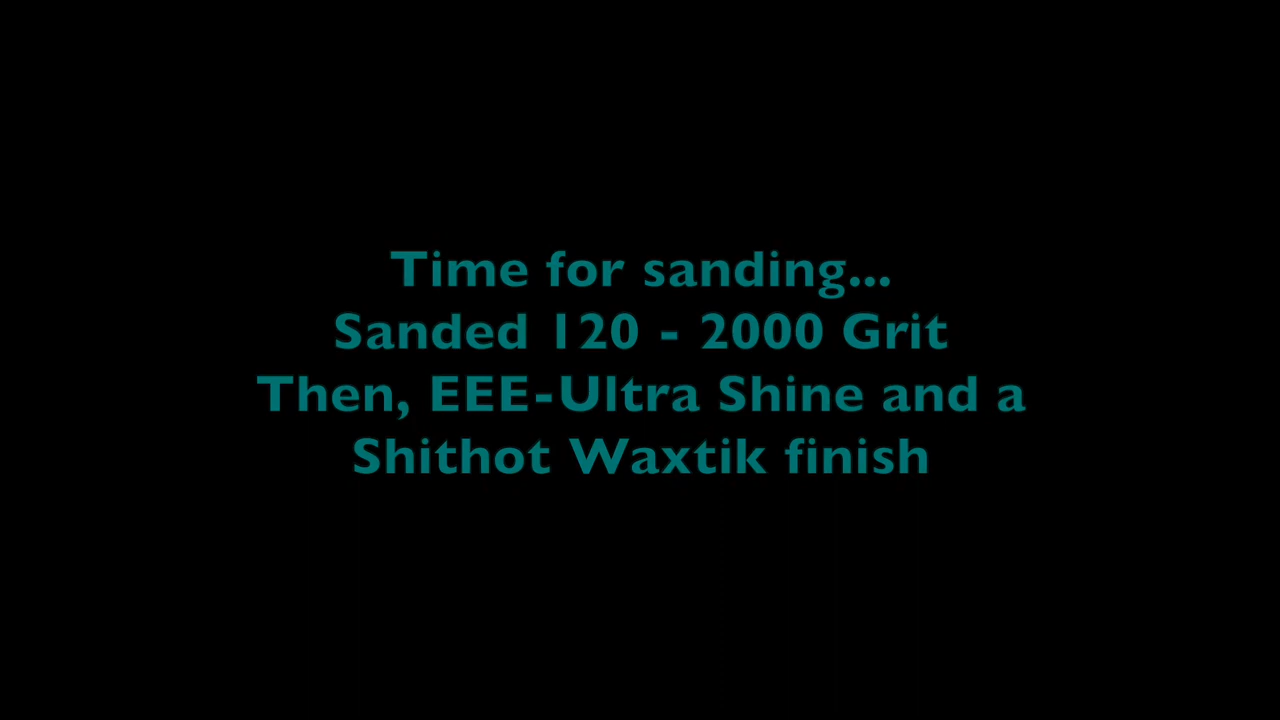 Time for sanding...
Sanded 120 - 2000 Grit
Then, EEE-Ultra Shine and a
Shithot Waxtik finish